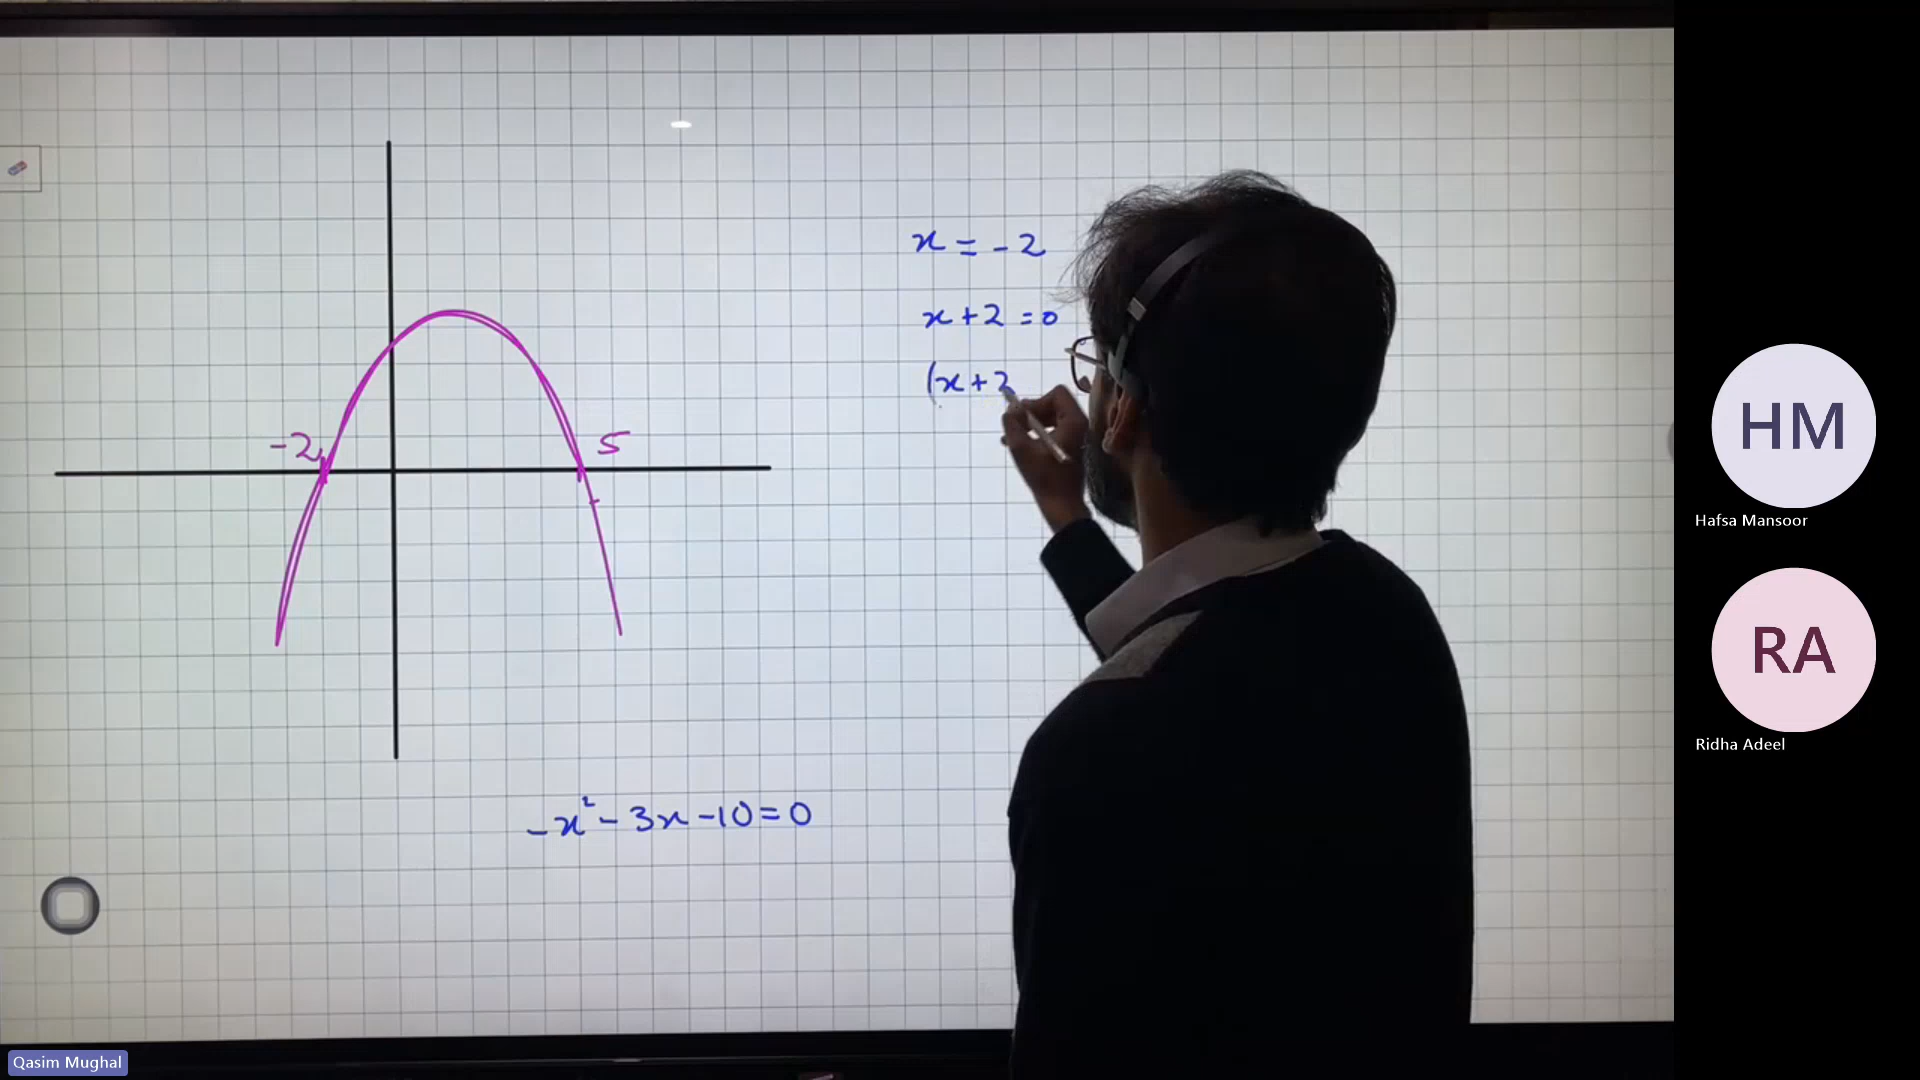 x = -2
x + 2 = 0
(x + 2
-2
5
-x² - 3x - 10 = 0
HM
Hafsa Mansoor
RA
Ridha Adeel
Qasim Mughal